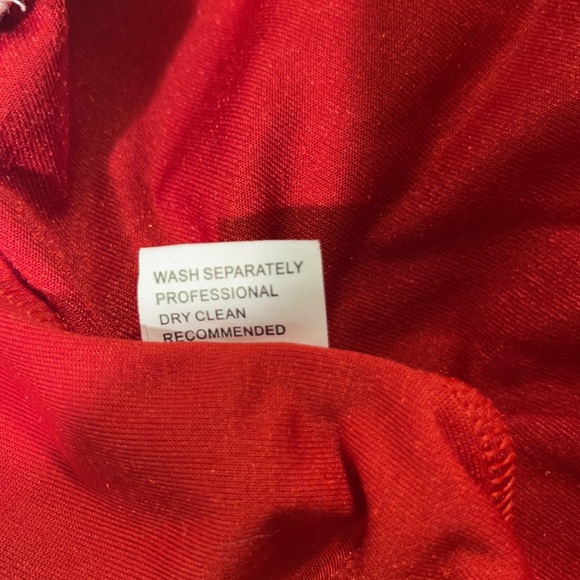 WASH SEPARATELY
PROFESSIONAL
DRY CLEAN
RECOMMENDED